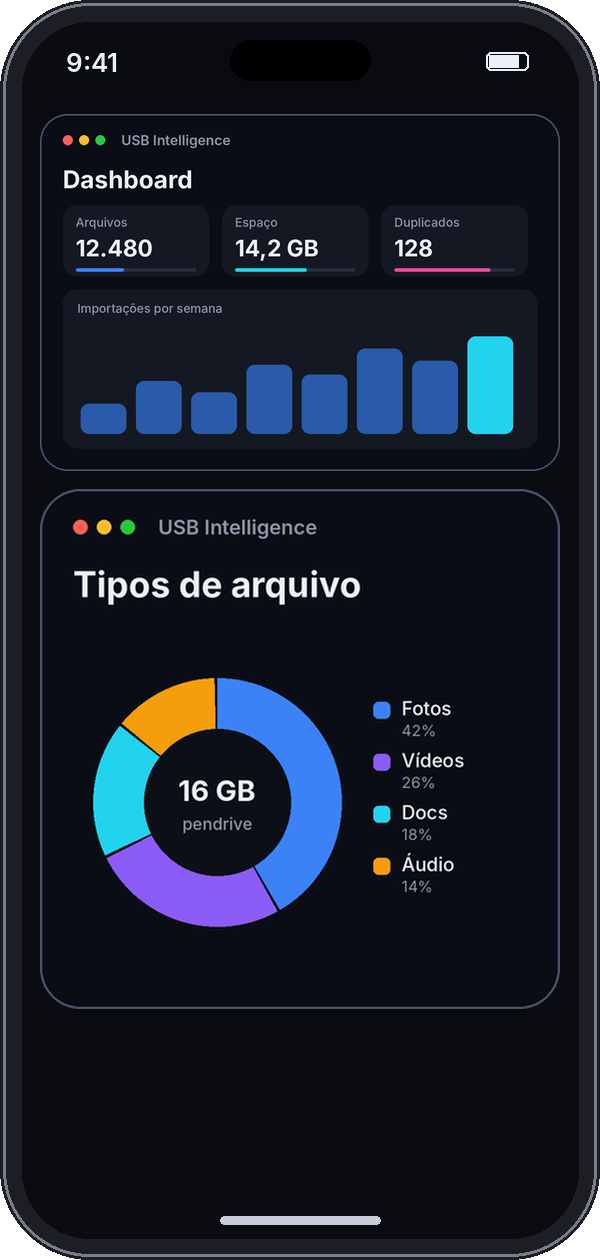 9:41
USB Intelligence
Dashboard
Arquivos
12.480
Espaço
14,2 GB
Duplicados
128
Importações por semana
USB Intelligence
Tipos de arquivo
16 GB
pendrive
Fotos
42%
Vídeos
26%
Docs
18%
Áudio
14%